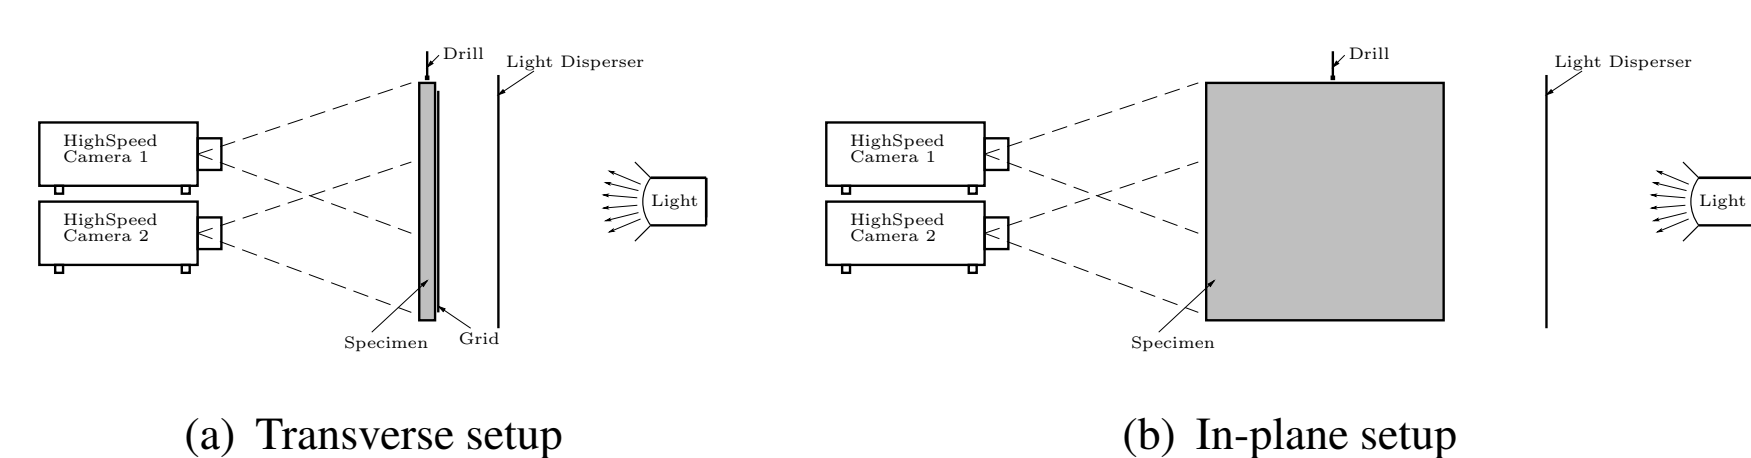 Drill
Light Disperser
HighSpeed
Camera 1
HighSpeed
Camera 2
Light
Specimen
Grid
(a) Transverse setup
Drill
Light Disperser
HighSpeed
Camera 1
HighSpeed
Camera 2
Light
Specimen
(b) In-plane setup